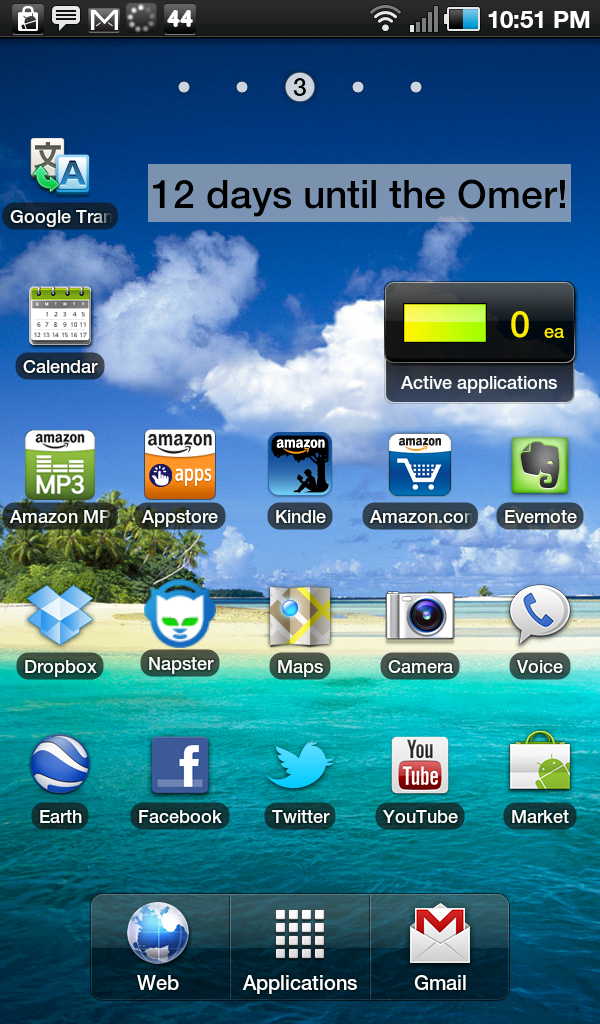 44 10:51 PM
3
文 A
Google Tran
12 days until the Omer!
Calendar
0 ea
Active applications
amazon MP3
amazon apps
amazon
amazon
Amazon MP
Appstore
Kindle
Amazon.com
Evernote
Dropbox
Napster
Maps
Camera
Voice
f
You Tube
Earth
Facebook
Twitter
YouTube
Market
Web
Applications
Gmail